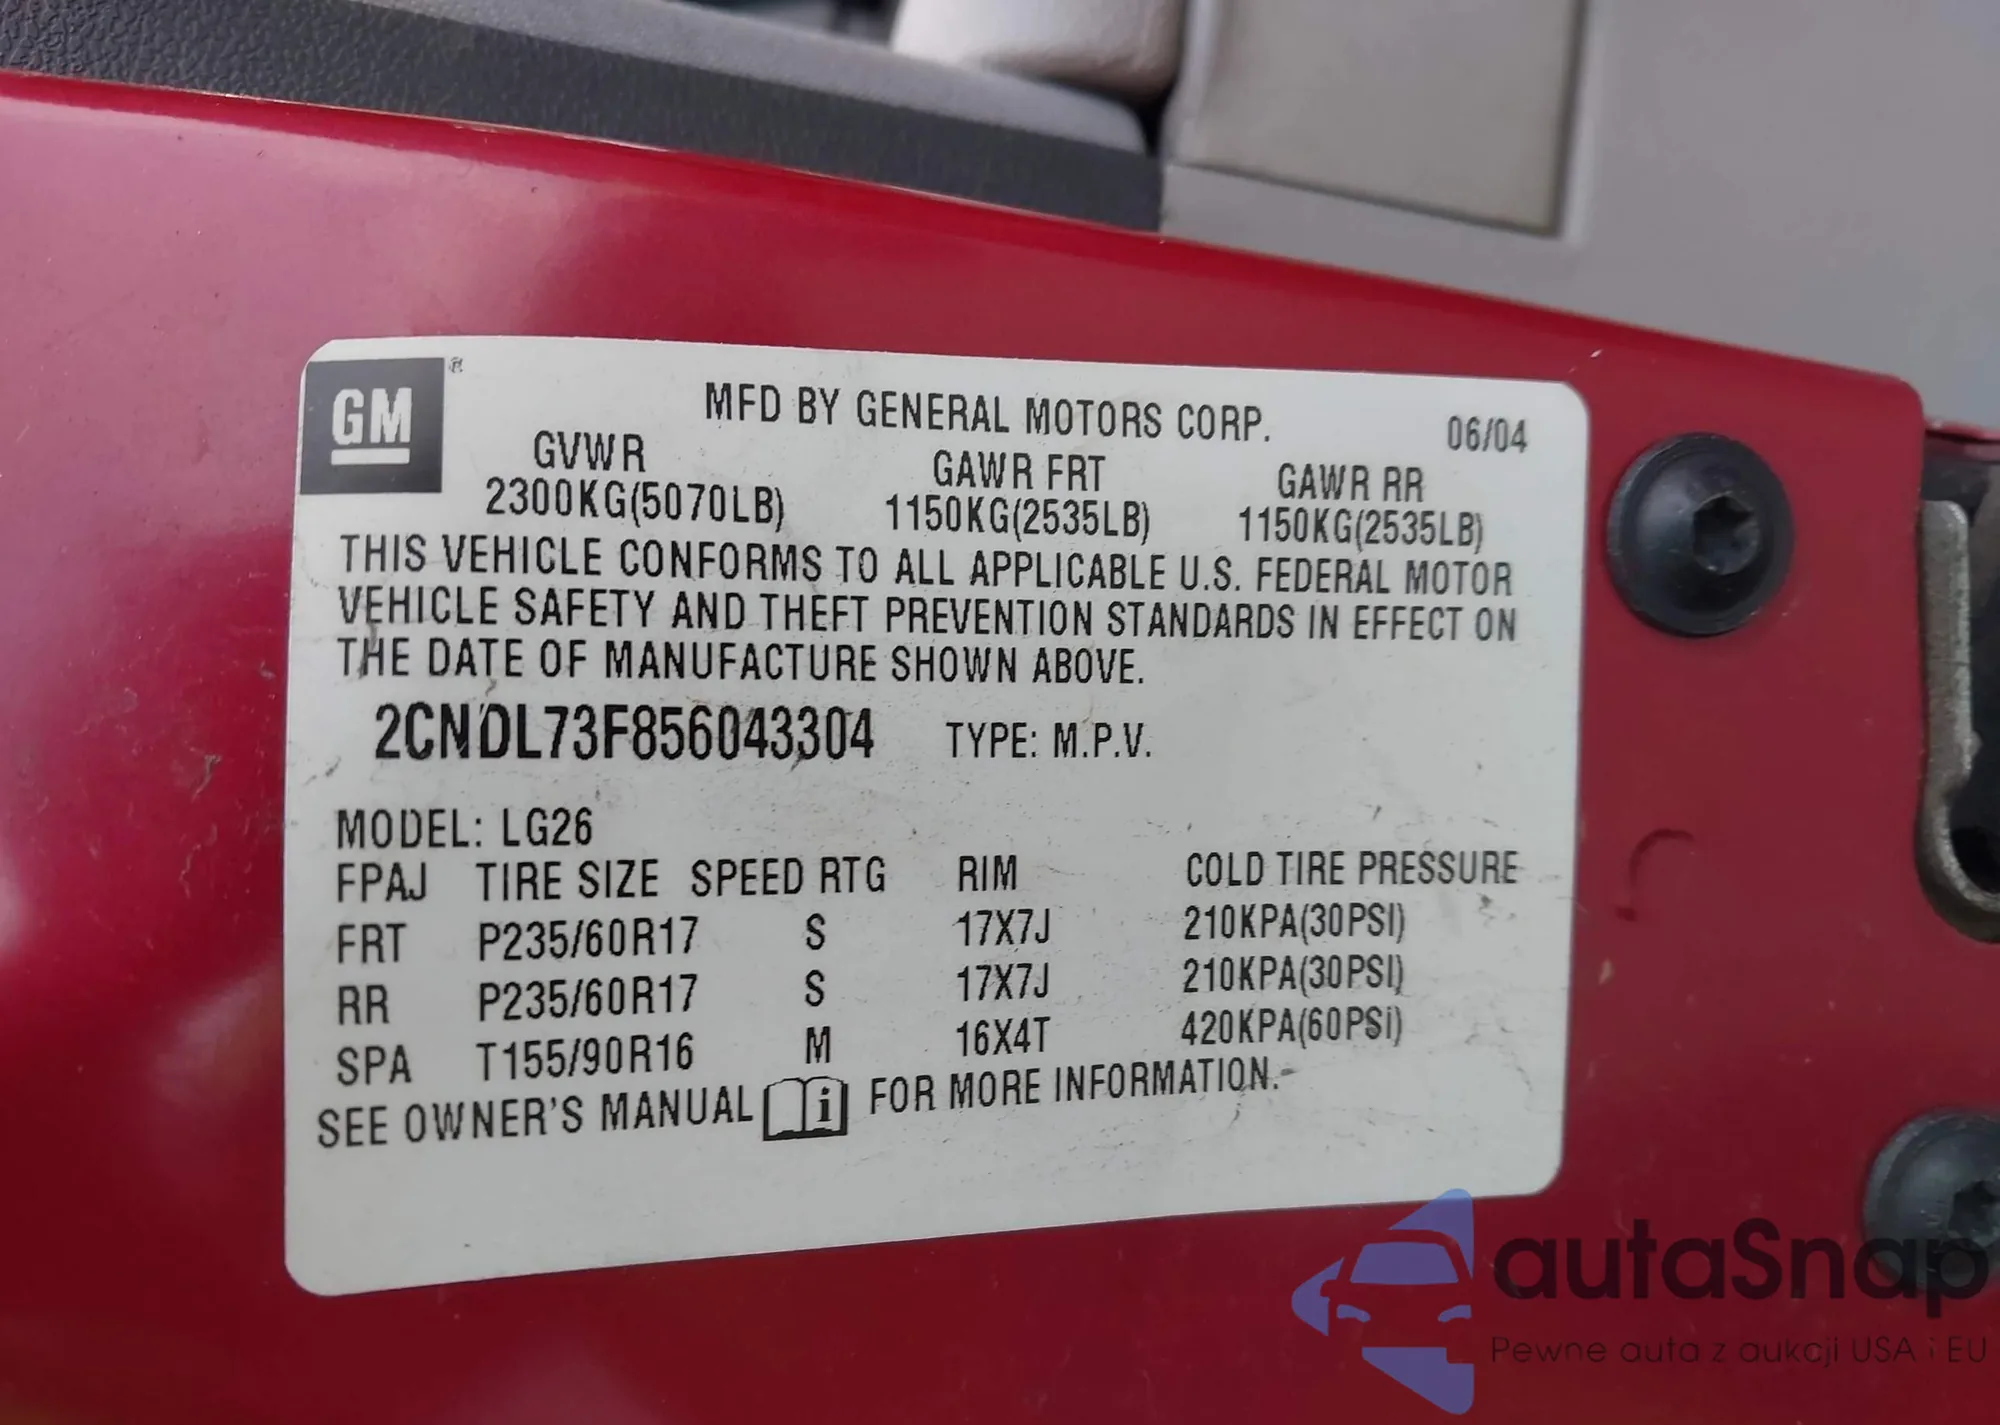 GM®
MFD BY GENERAL MOTORS CORP. 06/04
GVWR GAWR FRT GAWR RR
2300KG(5070LB) 1150KG(2535LB) 1150KG(2535LB)
THIS VEHICLE CONFORMS TO ALL APPLICABLE U.S. FEDERAL MOTOR
VEHICLE SAFETY AND THEFT PREVENTION STANDARDS IN EFFECT ON
THE DATE OF MANUFACTURE SHOWN ABOVE.
2CNDL73F856043304 TYPE: M.P.V.
MODEL: LG26
FPAJ TIRE SIZE SPEED RTG RIM COLD TIRE PRESSURE
FRT P235/60R17 S 17X7J 210KPA(30PSI)
RR P235/60R17 S 17X7J 210KPA(30PSI)
SPA T155/90R16 M 16X4T 420KPA(60PSI)
SEE OWNER'S MANUAL i FOR MORE INFORMATION.
autaSnap
Pewne auta z aukcji USA i EU